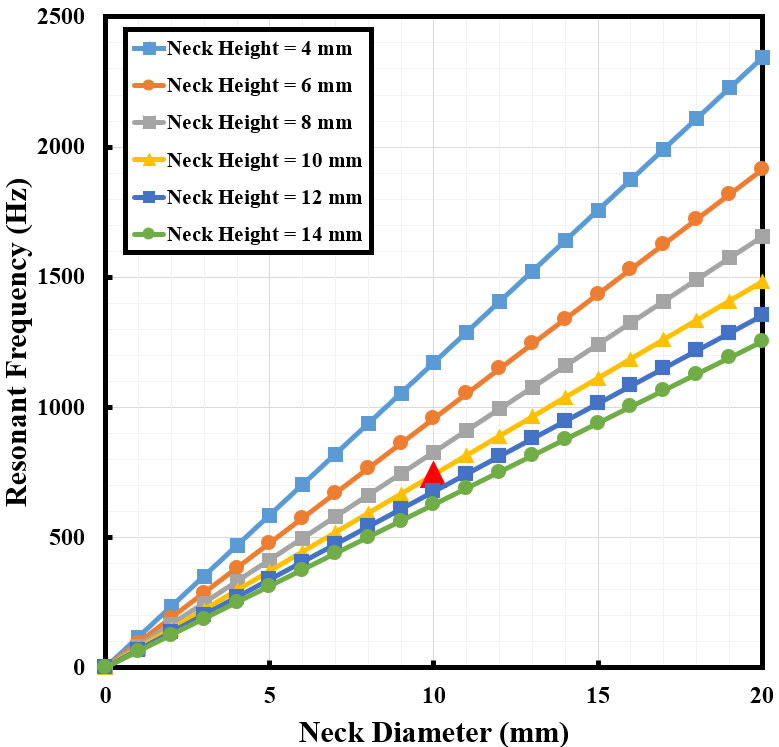 2500
2000
1500
1000
500
0
Resonant Frequency (Hz)
Neck Height = 4 mm
Neck Height = 6 mm
Neck Height = 8 mm
Neck Height = 10 mm
Neck Height = 12 mm
Neck Height = 14 mm
0 5 10 15 20
Neck Diameter (mm)